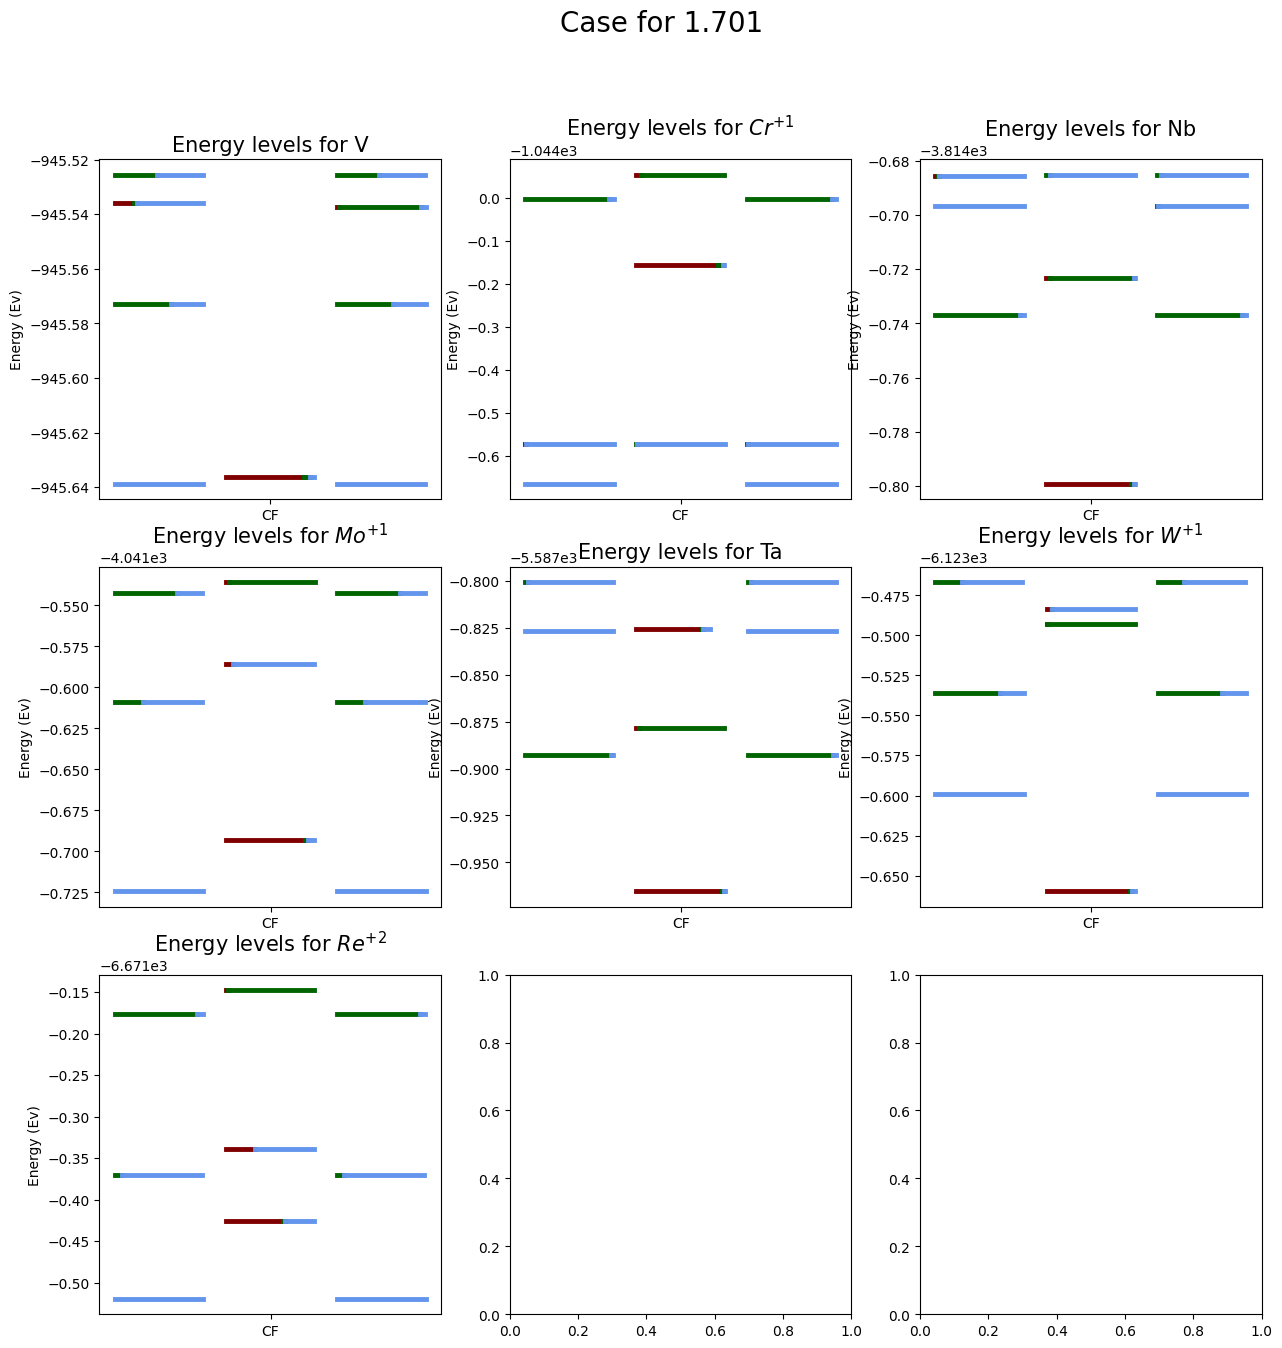 Case for 1.701
Energy levels for V
−945.52
−945.54
−945.56
−945.58
−945.60
−945.62
−945.64
Energy (Ev)
CF
Energy levels for Cr+1
−1.044e3
0.0
−0.1
−0.2
−0.3
−0.4
−0.5
−0.6
Energy (Ev)
CF
Energy levels for Nb
−3.814e3
−0.68
−0.70
−0.72
−0.74
−0.76
−0.78
−0.80
Energy (Ev)
CF
Energy levels for Mo+1
−4.041e3
−0.550
−0.575
−0.600
−0.625
−0.650
−0.675
−0.700
−0.725
Energy (Ev)
CF
Energy levels for Ta
−5.587e3
−0.800
−0.825
−0.850
−0.875
−0.900
−0.925
−0.950
Energy (Ev)
CF
Energy levels for W+1
−6.123e3
−0.475
−0.500
−0.525
−0.550
−0.575
−0.600
−0.625
−0.650
Energy (Ev)
CF
Energy levels for Re+2
−6.671e3
−0.15
−0.20
−0.25
−0.30
−0.35
−0.40
−0.45
−0.50
Energy (Ev)
CF
1.0
0.8
0.6
0.4
0.2
0.0
0.0 0.2 0.4 0.6 0.8 1.0
1.0
0.8
0.6
0.4
0.2
0.0
0.0 0.2 0.4 0.6 0.8 1.0